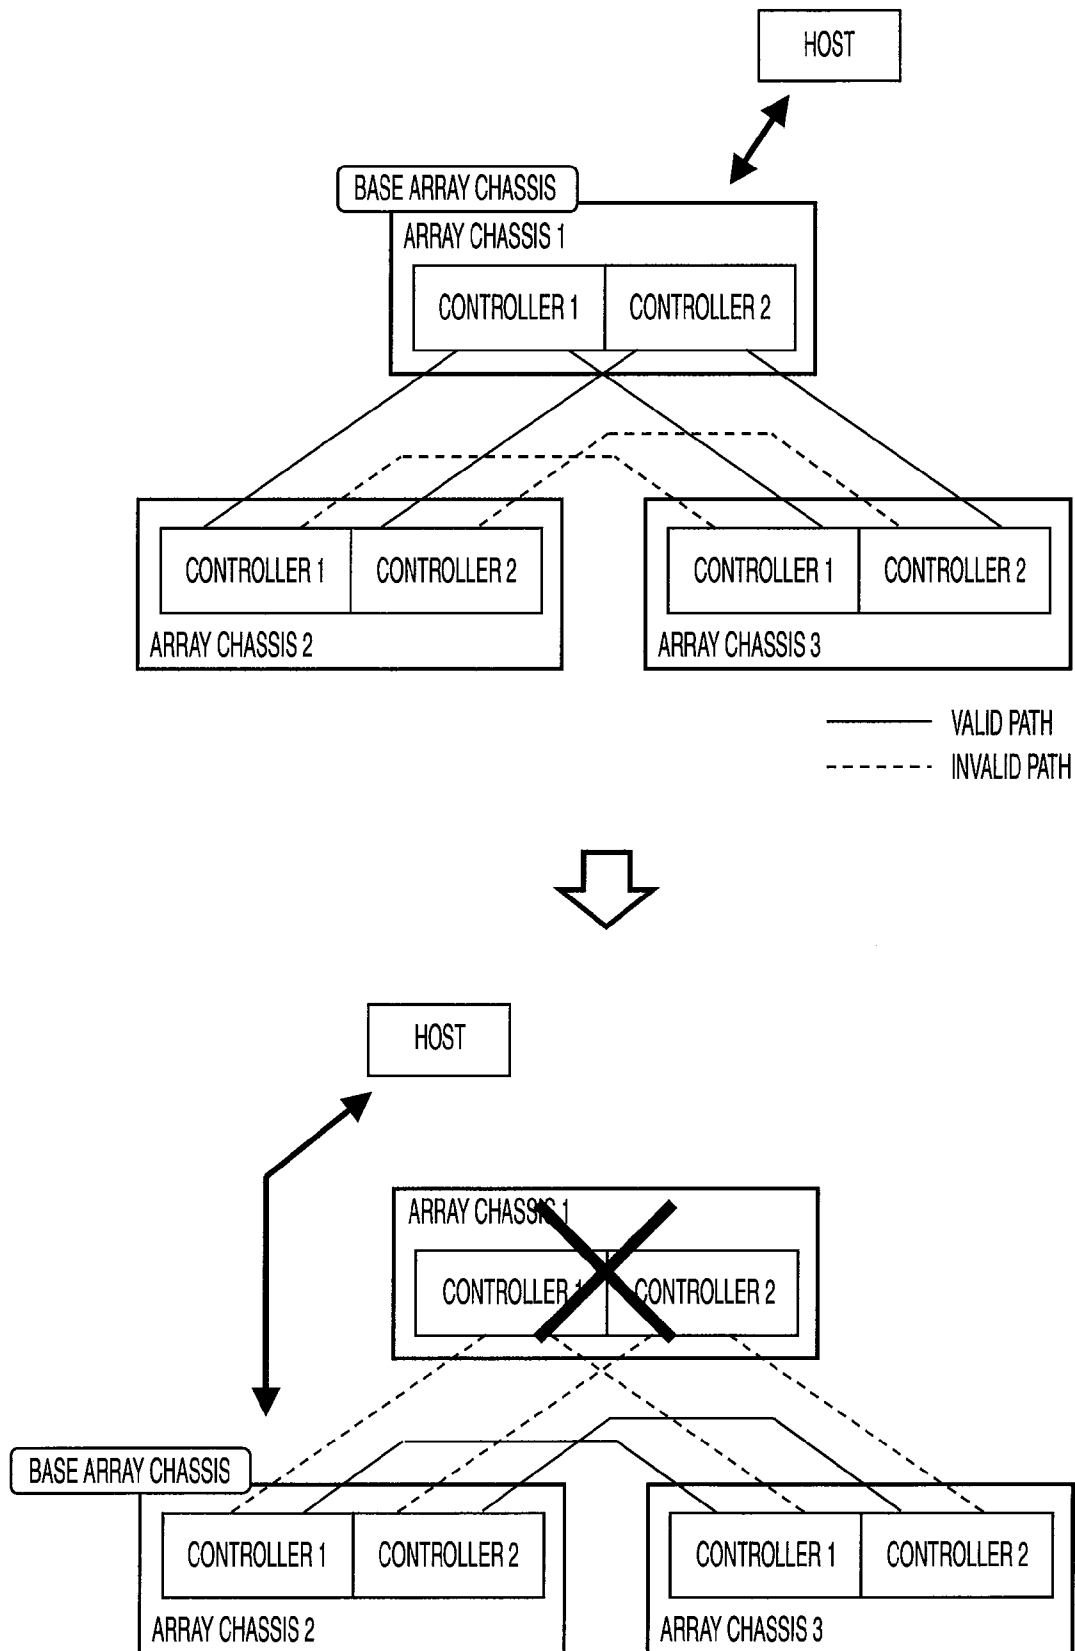 HOST
BASE ARRAY CHASSIS
ARRAY CHASSIS 1
CONTROLLER 1
CONTROLLER 2
CONTROLLER 1
CONTROLLER 2
ARRAY CHASSIS 2
CONTROLLER 1
CONTROLLER 2
ARRAY CHASSIS 3
VALID PATH
INVALID PATH
HOST
ARRAY CHASSIS 1
CONTROLLER 1
CONTROLLER 2
BASE ARRAY CHASSIS
CONTROLLER 1
CONTROLLER 2
ARRAY CHASSIS 2
CONTROLLER 1
CONTROLLER 2
ARRAY CHASSIS 3